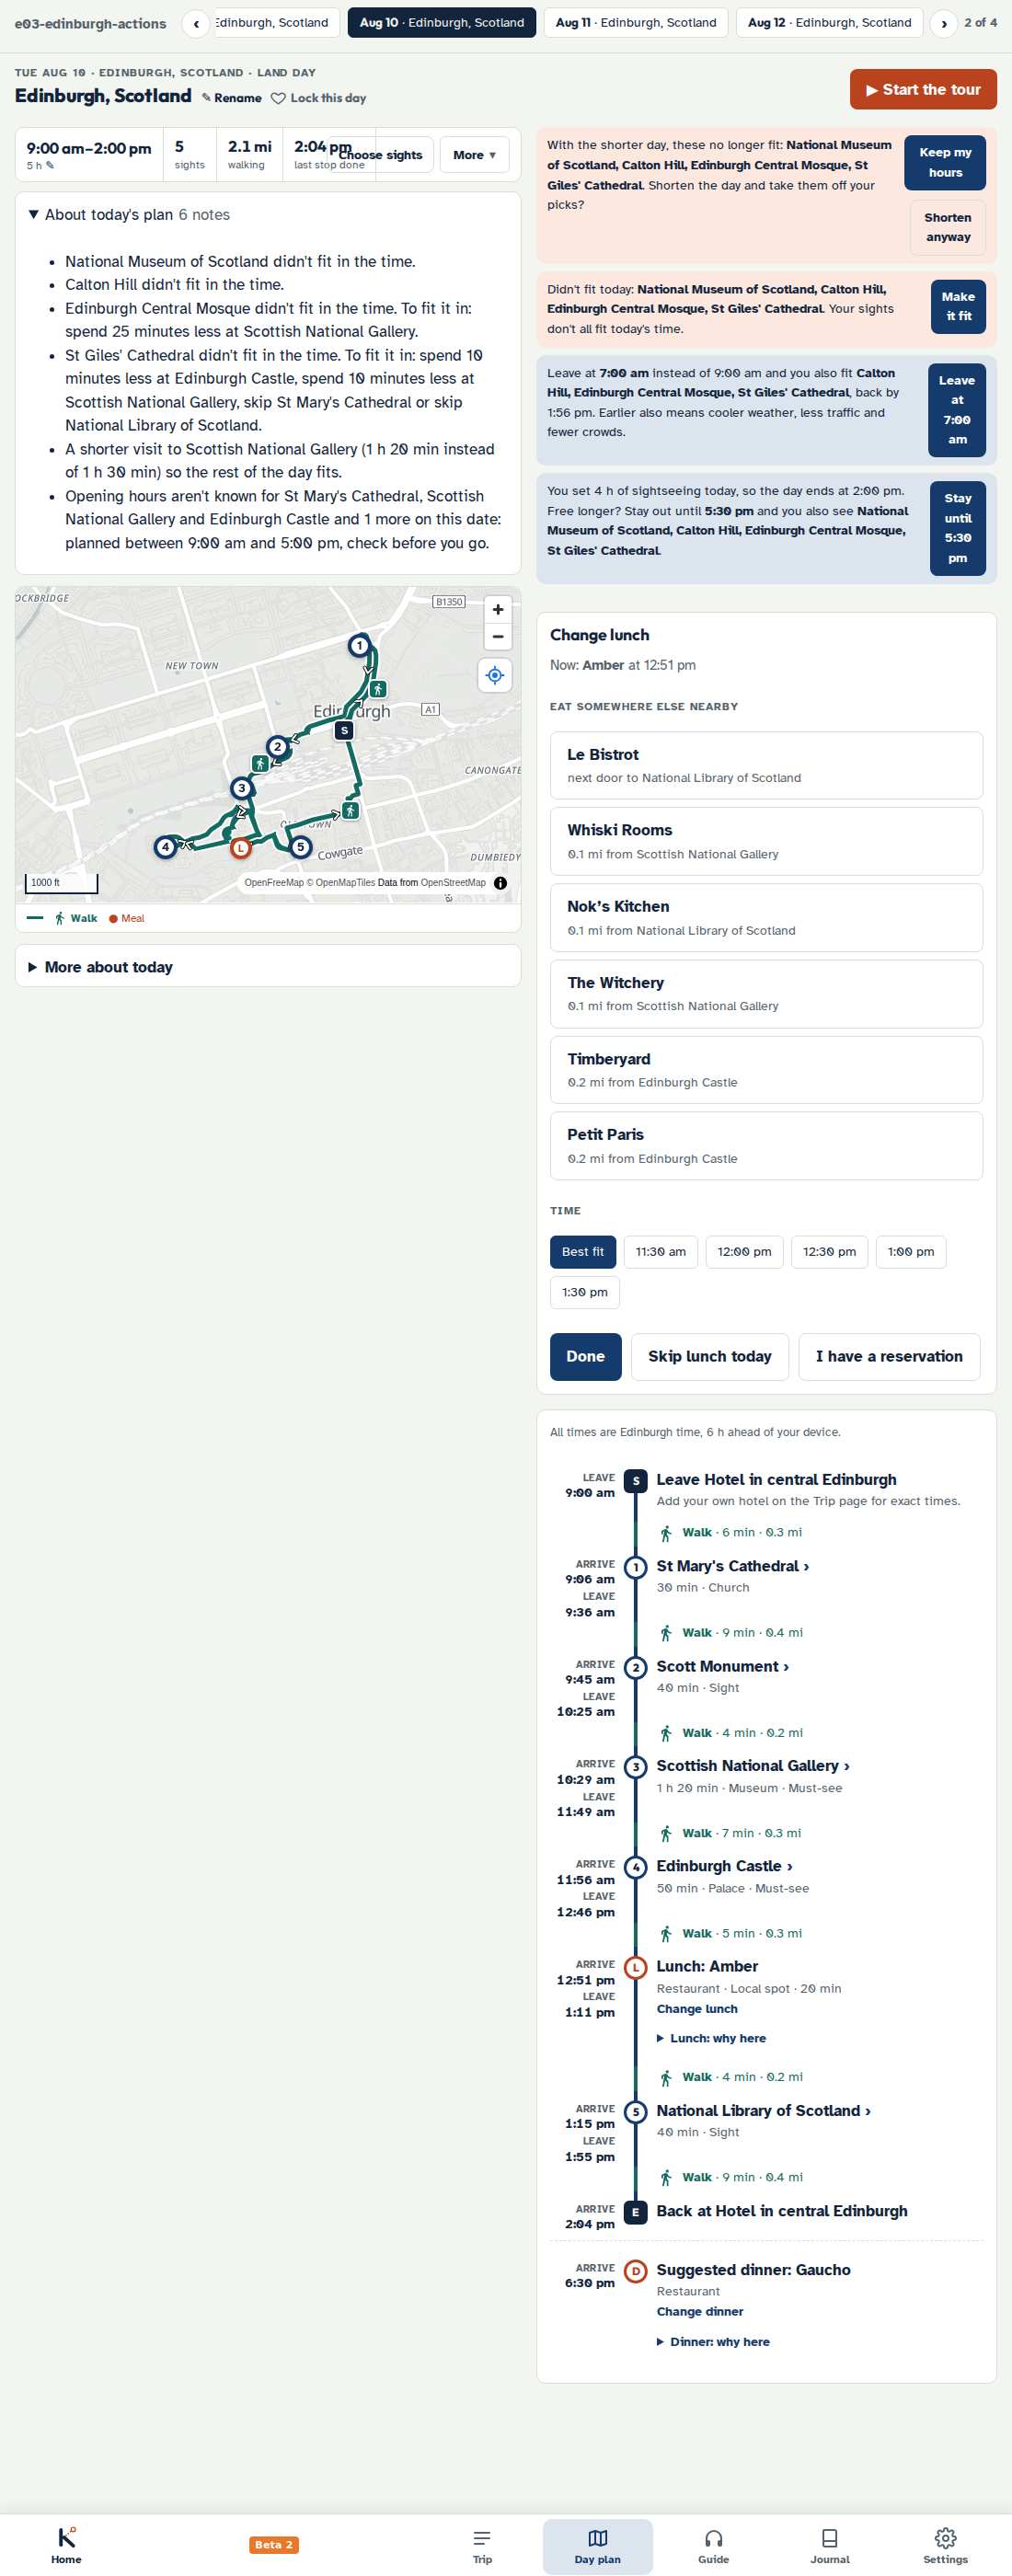 e03-edinburgh-actions
‹
Edinburgh, Scotland
Aug 10 · Edinburgh, Scotland
Aug 11 · Edinburgh, Scotland
Aug 12 · Edinburgh, Scotland
›
2 of 4
TUE AUG 10 · EDINBURGH, SCOTLAND · LAND DAY
Edinburgh, Scotland ✎ Rename Lock this day
▶ Start the tour
9:00 am–2:00 pm
5 h ✎
5
sights
2.1 mi
walking
2:04 pm
last stop done
Choose sights
More ▼
▼ About today's plan 6 notes
• National Museum of Scotland didn't fit in the time.
• Calton Hill didn't fit in the time.
• Edinburgh Central Mosque didn't fit in the time. To fit it in:
spend 25 minutes less at Scottish National Gallery.
• St Giles' Cathedral didn't fit in the time. To fit it in: spend 10
minutes less at Edinburgh Castle, spend 10 minutes less at
Scottish National Gallery, skip St Mary's Cathedral or skip
National Library of Scotland.
• A shorter visit to Scottish National Gallery (1 h 20 min instead
of 1 h 30 min) so the rest of the day fits.
• Opening hours aren't known for St Mary's Cathedral, Scottish
National Gallery and Edinburgh Castle and 1 more on this date:
planned between 9:00 am and 5:00 pm, check before you go.
OCKBRIDGE
B1350
+
−
1
NEW TOWN
Edinburgh
A1
S
2
3
CANONGATE
4
L
5
Cowgate
DUMBIEDY
1000 ft
OpenFreeMap © OpenMapTiles Data from OpenStreetMap
Walk
Meal
▶ More about today
With the shorter day, these no longer fit: National Museum
of Scotland, Calton Hill, Edinburgh Central Mosque, St
Giles' Cathedral. Shorten the day and take them off your
picks?
Keep my
hours
Shorten
anyway
Didn't fit today: National Museum of Scotland, Calton Hill,
Edinburgh Central Mosque, St Giles' Cathedral. Your sights
don't all fit today's time.
Make
it fit
Leave at 7:00 am instead of 9:00 am and you also fit Calton
Hill, Edinburgh Central Mosque, St Giles' Cathedral, back by
1:56 pm. Earlier also means cooler weather, less traffic and
fewer crowds.
Leave
at
7:00
am
You set 4 h of sightseeing today, so the day ends at 2:00 pm.
Free longer? Stay out until 5:30 pm and you also see National
Museum of Scotland, Calton Hill, Edinburgh Central Mosque,
St Giles' Cathedral.
Stay
until
5:30
pm
Change lunch
Now: Amber at 12:51 pm
EAT SOMEWHERE ELSE NEARBY
Le Bistrot
next door to National Library of Scotland
Whiski Rooms
0.1 mi from Scottish National Gallery
Nok's Kitchen
0.1 mi from National Library of Scotland
The Witchery
0.1 mi from Scottish National Gallery
Timberyard
0.2 mi from Edinburgh Castle
Petit Paris
0.2 mi from Edinburgh Castle
TIME
Best fit
11:30 am
12:00 pm
12:30 pm
1:00 pm
1:30 pm
Done
Skip lunch today
I have a reservation
All times are Edinburgh time, 6 h ahead of your device.
LEAVE
9:00 am
S
Leave Hotel in central Edinburgh
Add your own hotel on the Trip page for exact times.
Walk · 6 min · 0.3 mi
ARRIVE
9:06 am
LEAVE
9:36 am
1
St Mary's Cathedral ›
30 min · Church
Walk · 9 min · 0.4 mi
ARRIVE
9:45 am
LEAVE
10:25 am
2
Scott Monument ›
40 min · Sight
Walk · 4 min · 0.2 mi
ARRIVE
10:29 am
LEAVE
11:49 am
3
Scottish National Gallery ›
1 h 20 min · Museum · Must-see
Walk · 7 min · 0.3 mi
ARRIVE
11:56 am
LEAVE
12:46 pm
4
Edinburgh Castle ›
50 min · Palace · Must-see
Walk · 5 min · 0.3 mi
ARRIVE
12:51 pm
LEAVE
1:11 pm
L
Lunch: Amber
Restaurant · Local spot · 20 min
Change lunch
▶ Lunch: why here
Walk · 4 min · 0.2 mi
ARRIVE
1:15 pm
LEAVE
1:55 pm
5
National Library of Scotland ›
40 min · Sight
Walk · 9 min · 0.4 mi
ARRIVE
2:04 pm
E
Back at Hotel in central Edinburgh
ARRIVE
6:30 pm
D
Suggested dinner: Gaucho
Restaurant
Change dinner
▶ Dinner: why here
Home
Beta 2
Trip
Day plan
Guide
Journal
Settings